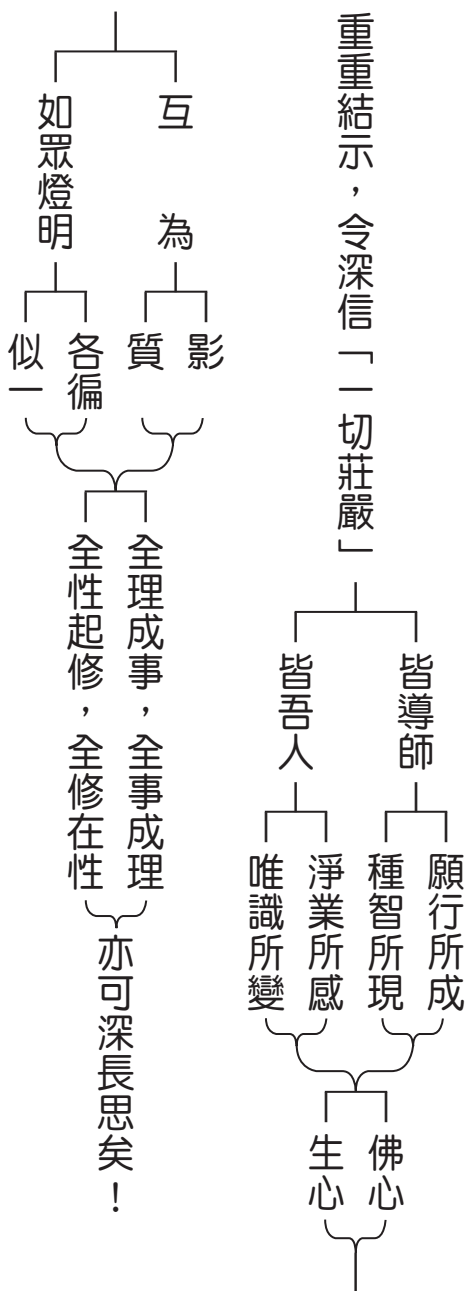 重重結示，令深信「一切莊嚴」
皆導師
願行所成
種智所現
皆吾人
淨業所感
唯識所變
佛心
生心
互為
影
質
如眾燈明
各徧
似一
全理成事，全事成理
全性起修，全修在性
亦可深長思矣！